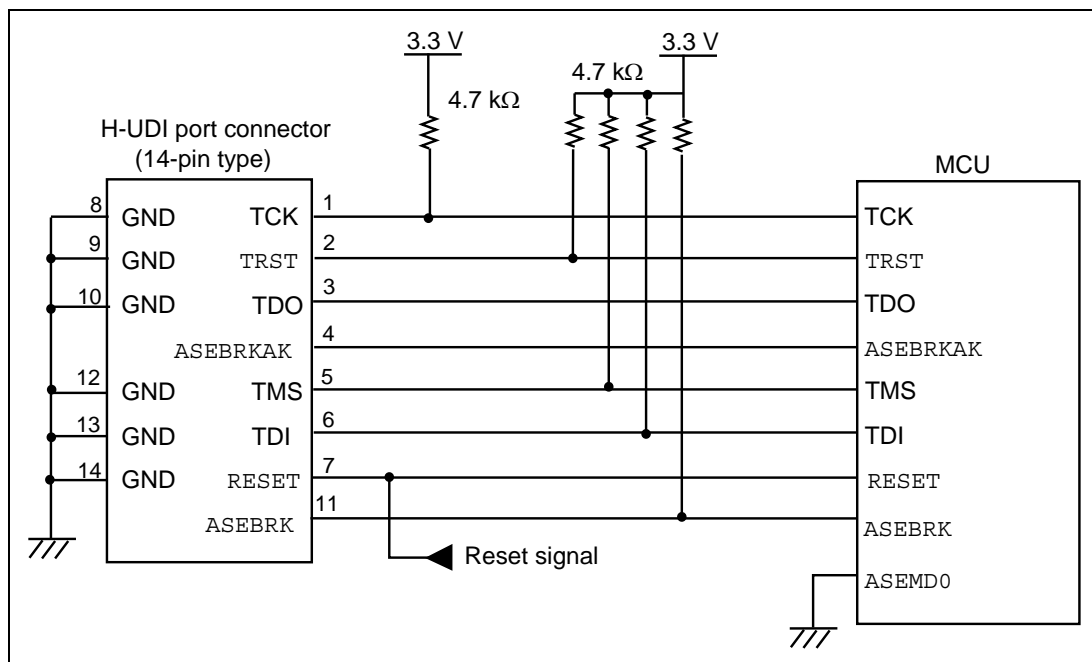 3.3 V
3.3 V
4.7 kΩ
4.7 kΩ
H-UDI port connector
(14-pin type)
MCU
8 GND TCK 1 TCK
9 GND TRST 2 TRST
10 GND TDO 3 TDO
ASEBRKAK 4 ASEBRKAK
12 GND TMS 5 TMS
13 GND TDI 6 TDI
14 GND RESET 7 RESET
ASEBRK 11 ASEBRK
Reset signal
ASEMD0